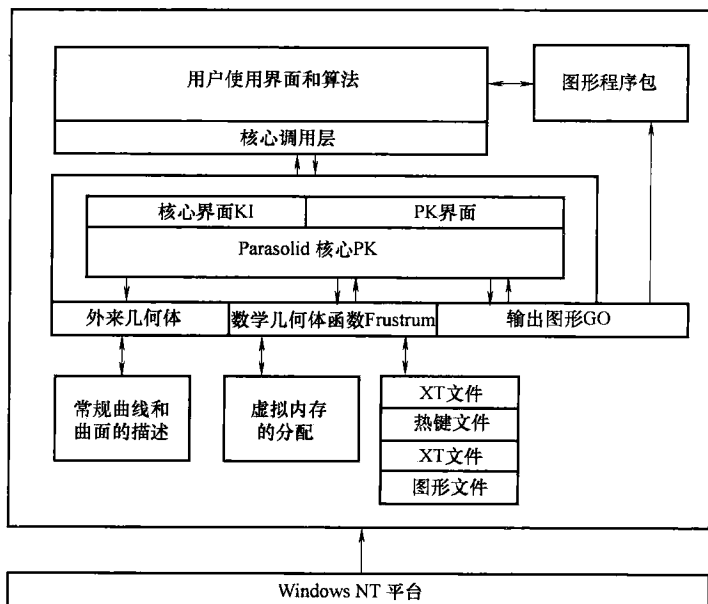 用户使用界面和算法
图形程序包
核心调用层
核心界面KI
PK界面
Parasolid 核心PK
外来几何体
数学几何体函数Frustrum
输出图形GO
常规曲线和
曲面的描述
虚拟内存
的分配
XT文件
热键文件
XT文件
图形文件
Windows NT 平台